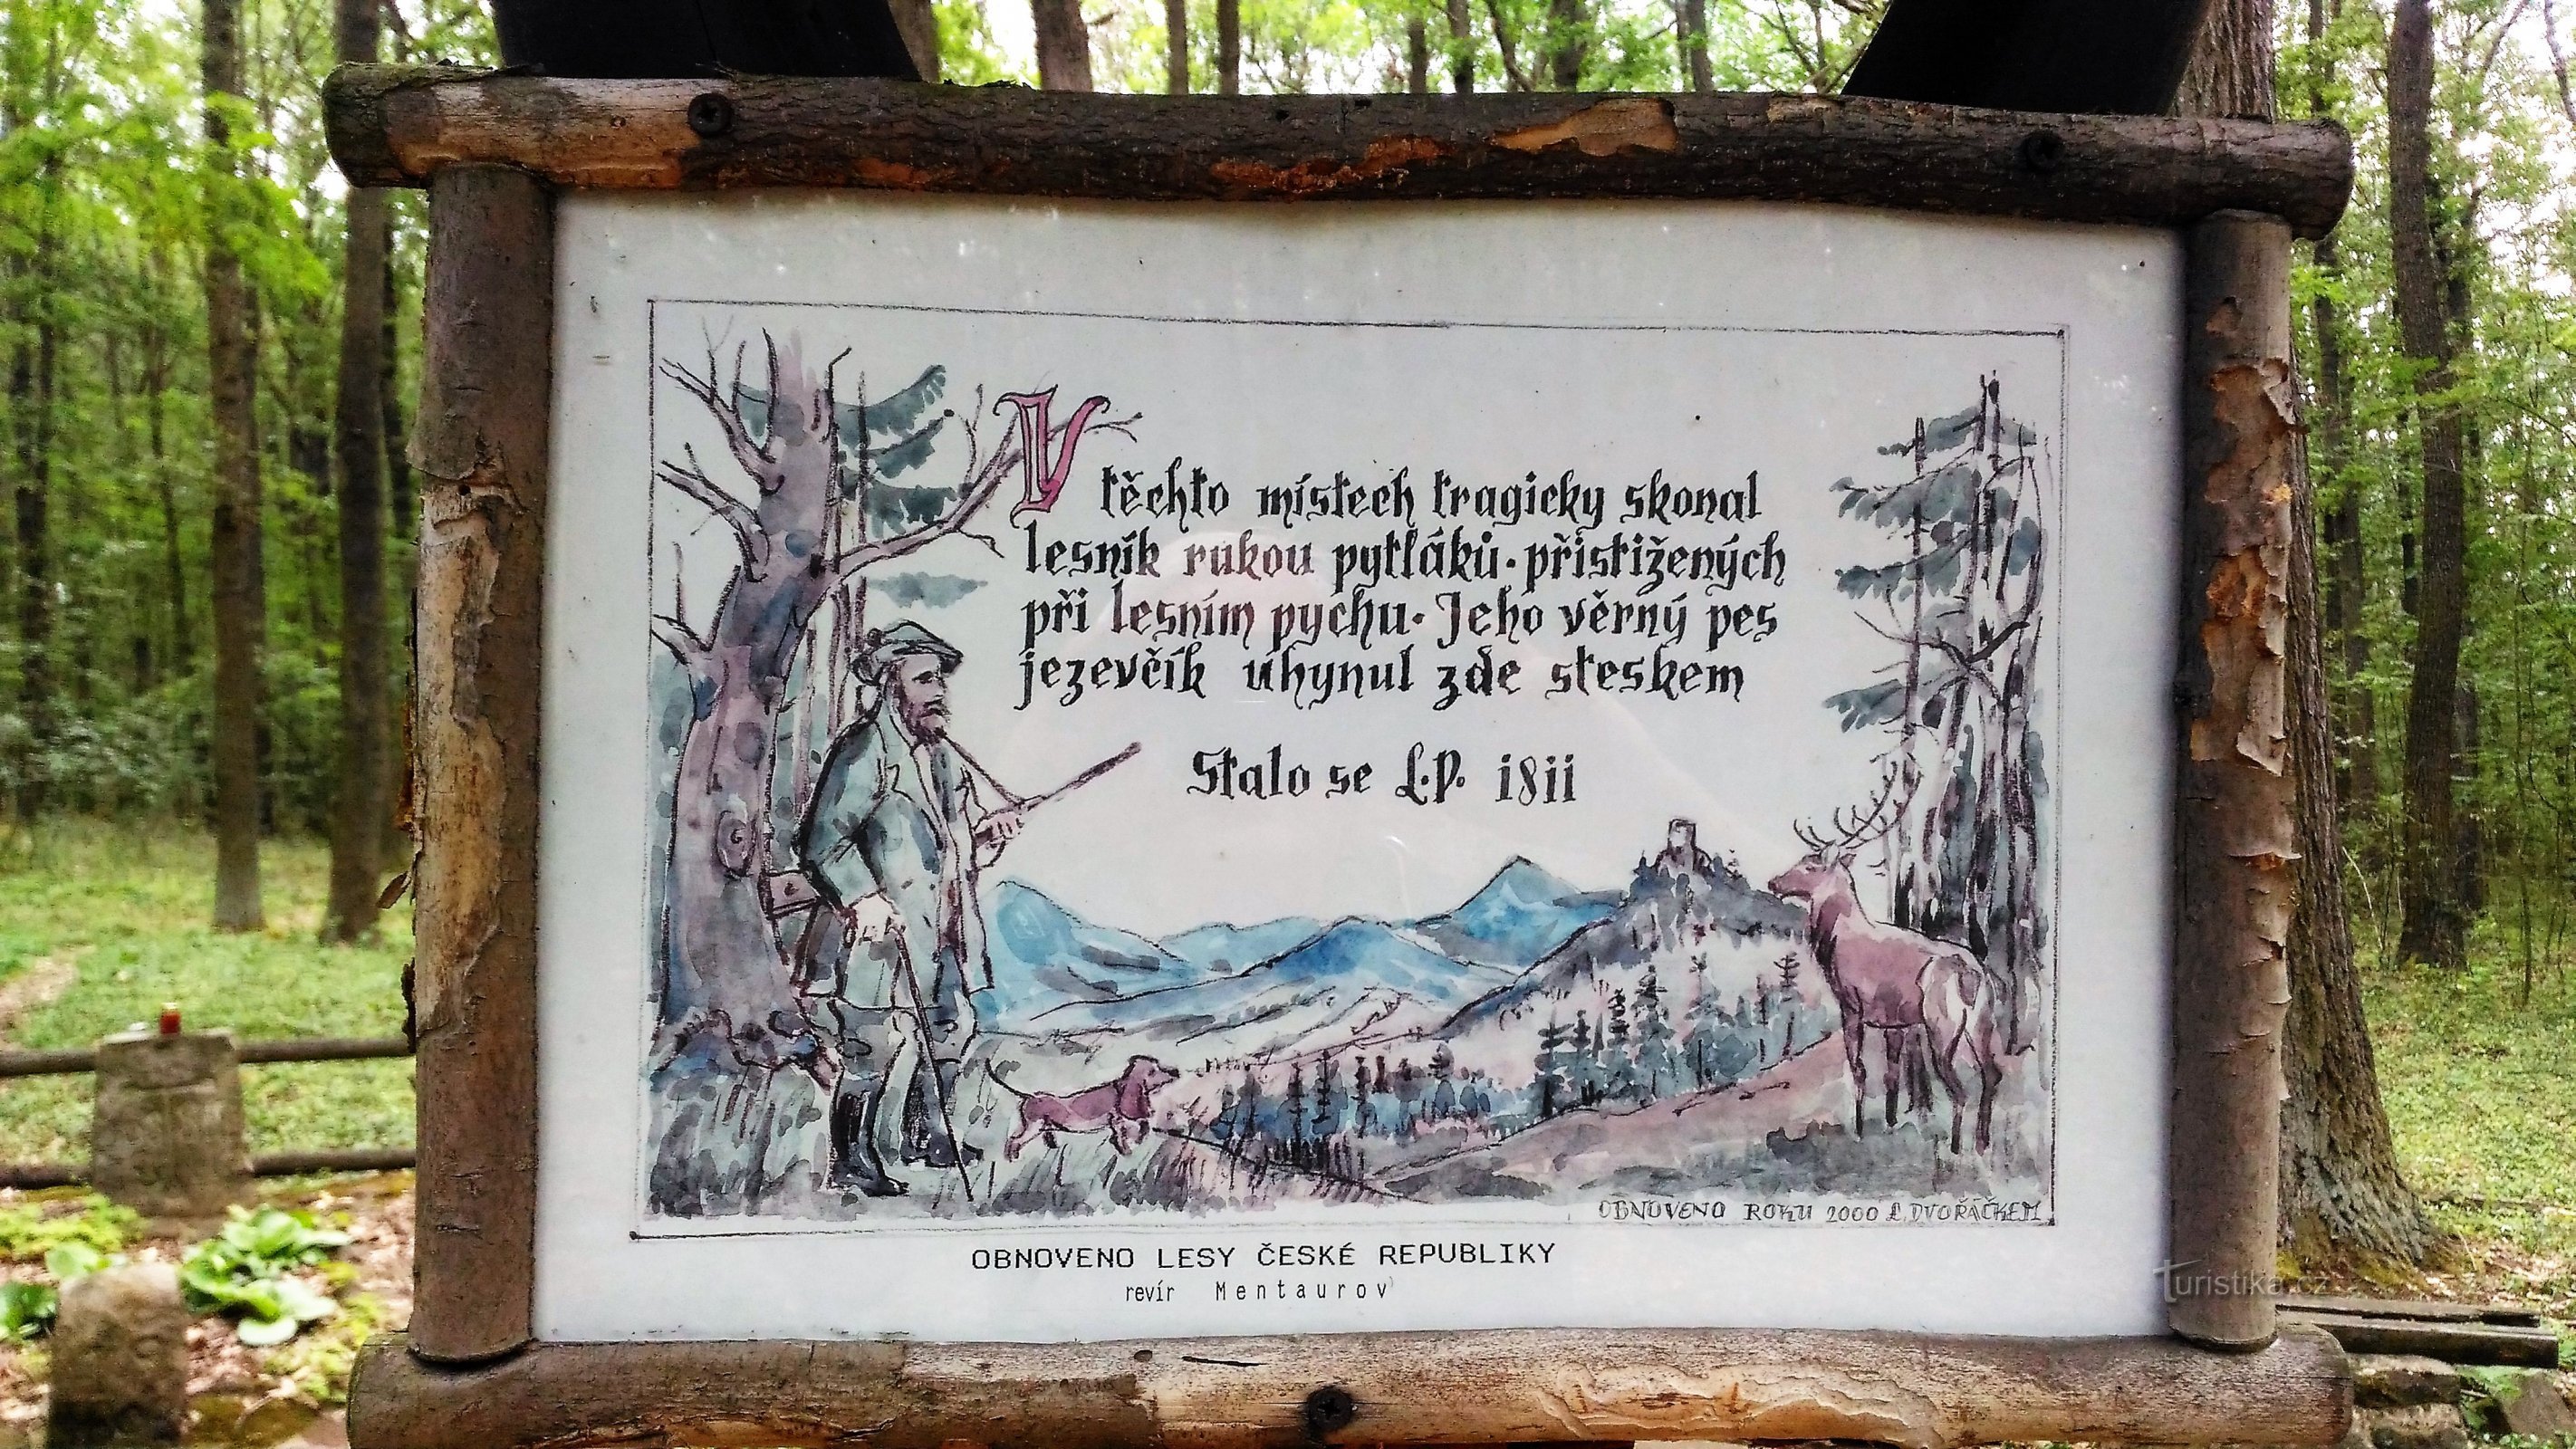 V těchto místech tragicky skonal
lesník rukou pytláků. přistižených
při lesním pychu. Jeho věrný pes
jezevčík uhynul zde steskem
Stalo se L.P. 1811
OBNOVENO ROKU 2000 L. DVOŘÁČKEM
OBNOVENO LESY ČESKÉ REPUBLIKY
revír Mentaurov
Turistika.cz